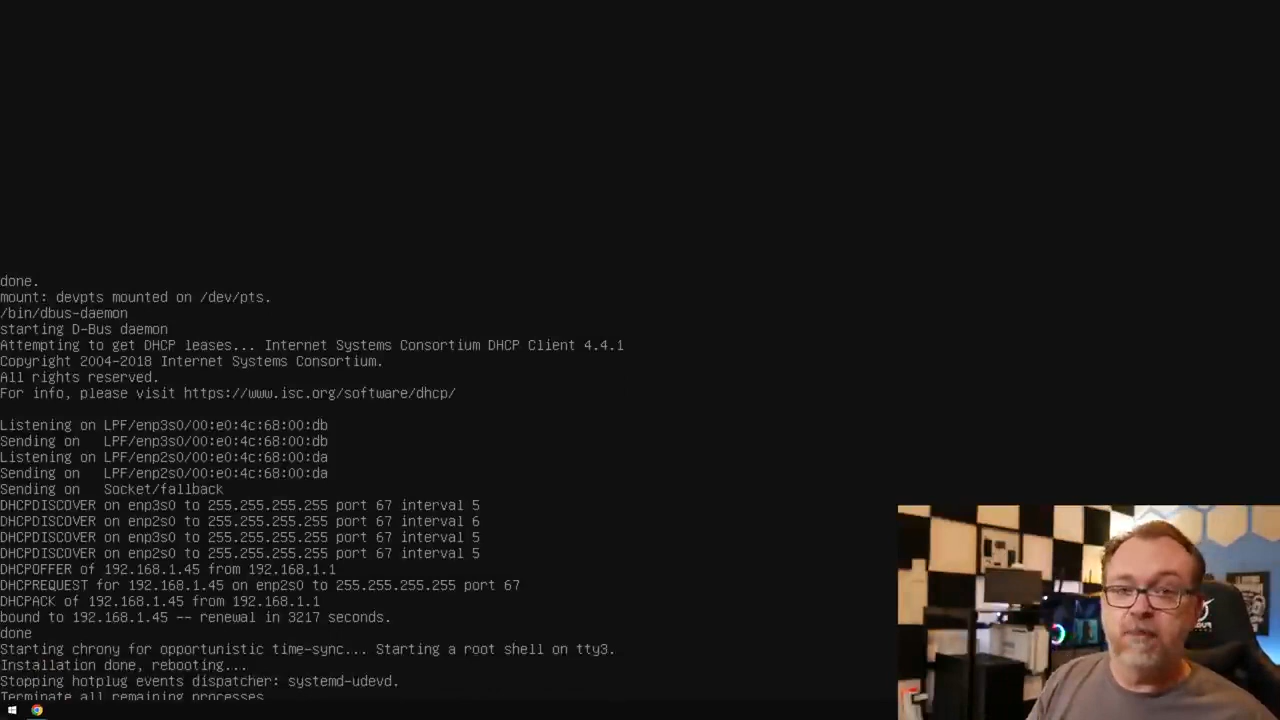 done.
mount: devpts mounted on /dev/pts.
/bin/dbus-daemon
starting D-Bus daemon
Attempting to get DHCP leases... Internet Systems Consortium DHCP Client 4.4.1
Copyright 2004-2018 Internet Systems Consortium.
All rights reserved.
For info, please visit https://www.isc.org/software/dhcp/
Listening on LPF/enp3s0/00:e0:4c:68:00:db
Sending on   LPF/enp3s0/00:e0:4c:68:00:db
Listening on LPF/enp2s0/00:e0:4c:68:00:da
Sending on   LPF/enp2s0/00:e0:4c:68:00:da
Sending on   Socket/fallback
DHCPDISCOVER on enp3s0 to 255.255.255.255 port 67 interval 5
DHCPDISCOVER on enp2s0 to 255.255.255.255 port 67 interval 6
DHCPDISCOVER on enp3s0 to 255.255.255.255 port 67 interval 5
DHCPDISCOVER on enp2s0 to 255.255.255.255 port 67 interval 5
DHCPOFFER of 192.168.1.45 from 192.168.1.1
DHCPREQUEST for 192.168.1.45 on enp2s0 to 255.255.255.255 port 67
DHCPACK of 192.168.1.45 from 192.168.1.1
bound to 192.168.1.45 -- renewal in 3217 seconds.
done
Starting chrony for opportunistic time-sync... Starting a root shell on tty3.
Installation done, rebooting...
Stopping hotplug events dispatcher: systemd-udevd.
Terminate all remaining processes